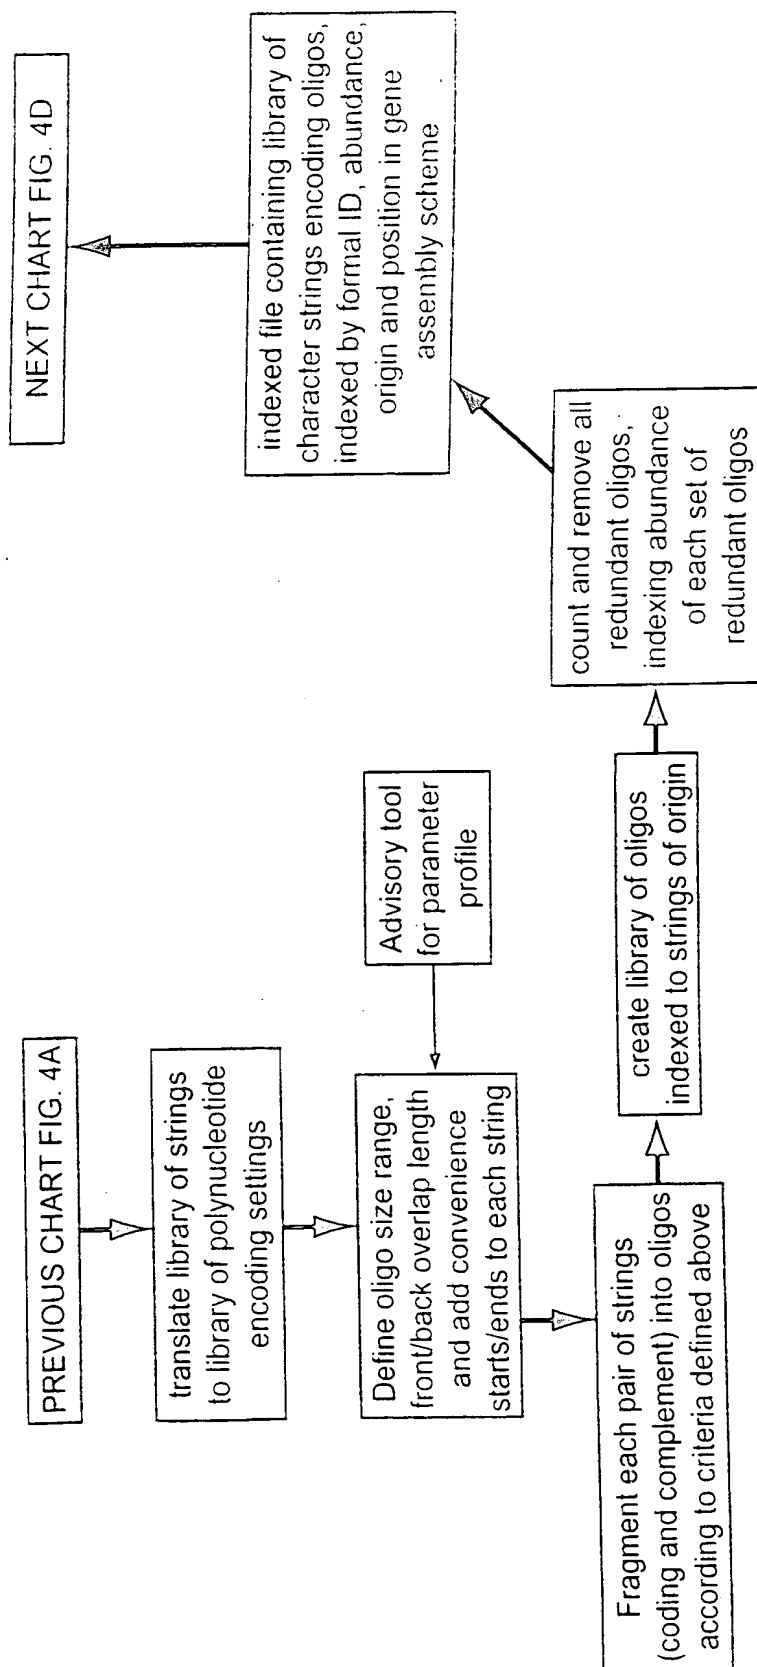 PREVIOUS CHART FIG. 4A
translate library of strings
to library of polynucleotide
encoding settings
Define oligo size range,
front/back overlap length
and add convenience
starts/ends to each string
Advisory tool
for parameter
profile
Fragment each pair of strings
(coding and complement) into oligos
according to criteria defined above
create library of oligos
indexed to strings of origin
count and remove all
redundant oligos,
indexing abundance
of each set of
redundant oligos
indexed file containing library of
character strings encoding oligos,
indexed by formal ID, abundance,
origin and position in gene
assembly scheme
NEXT CHART FIG. 4D